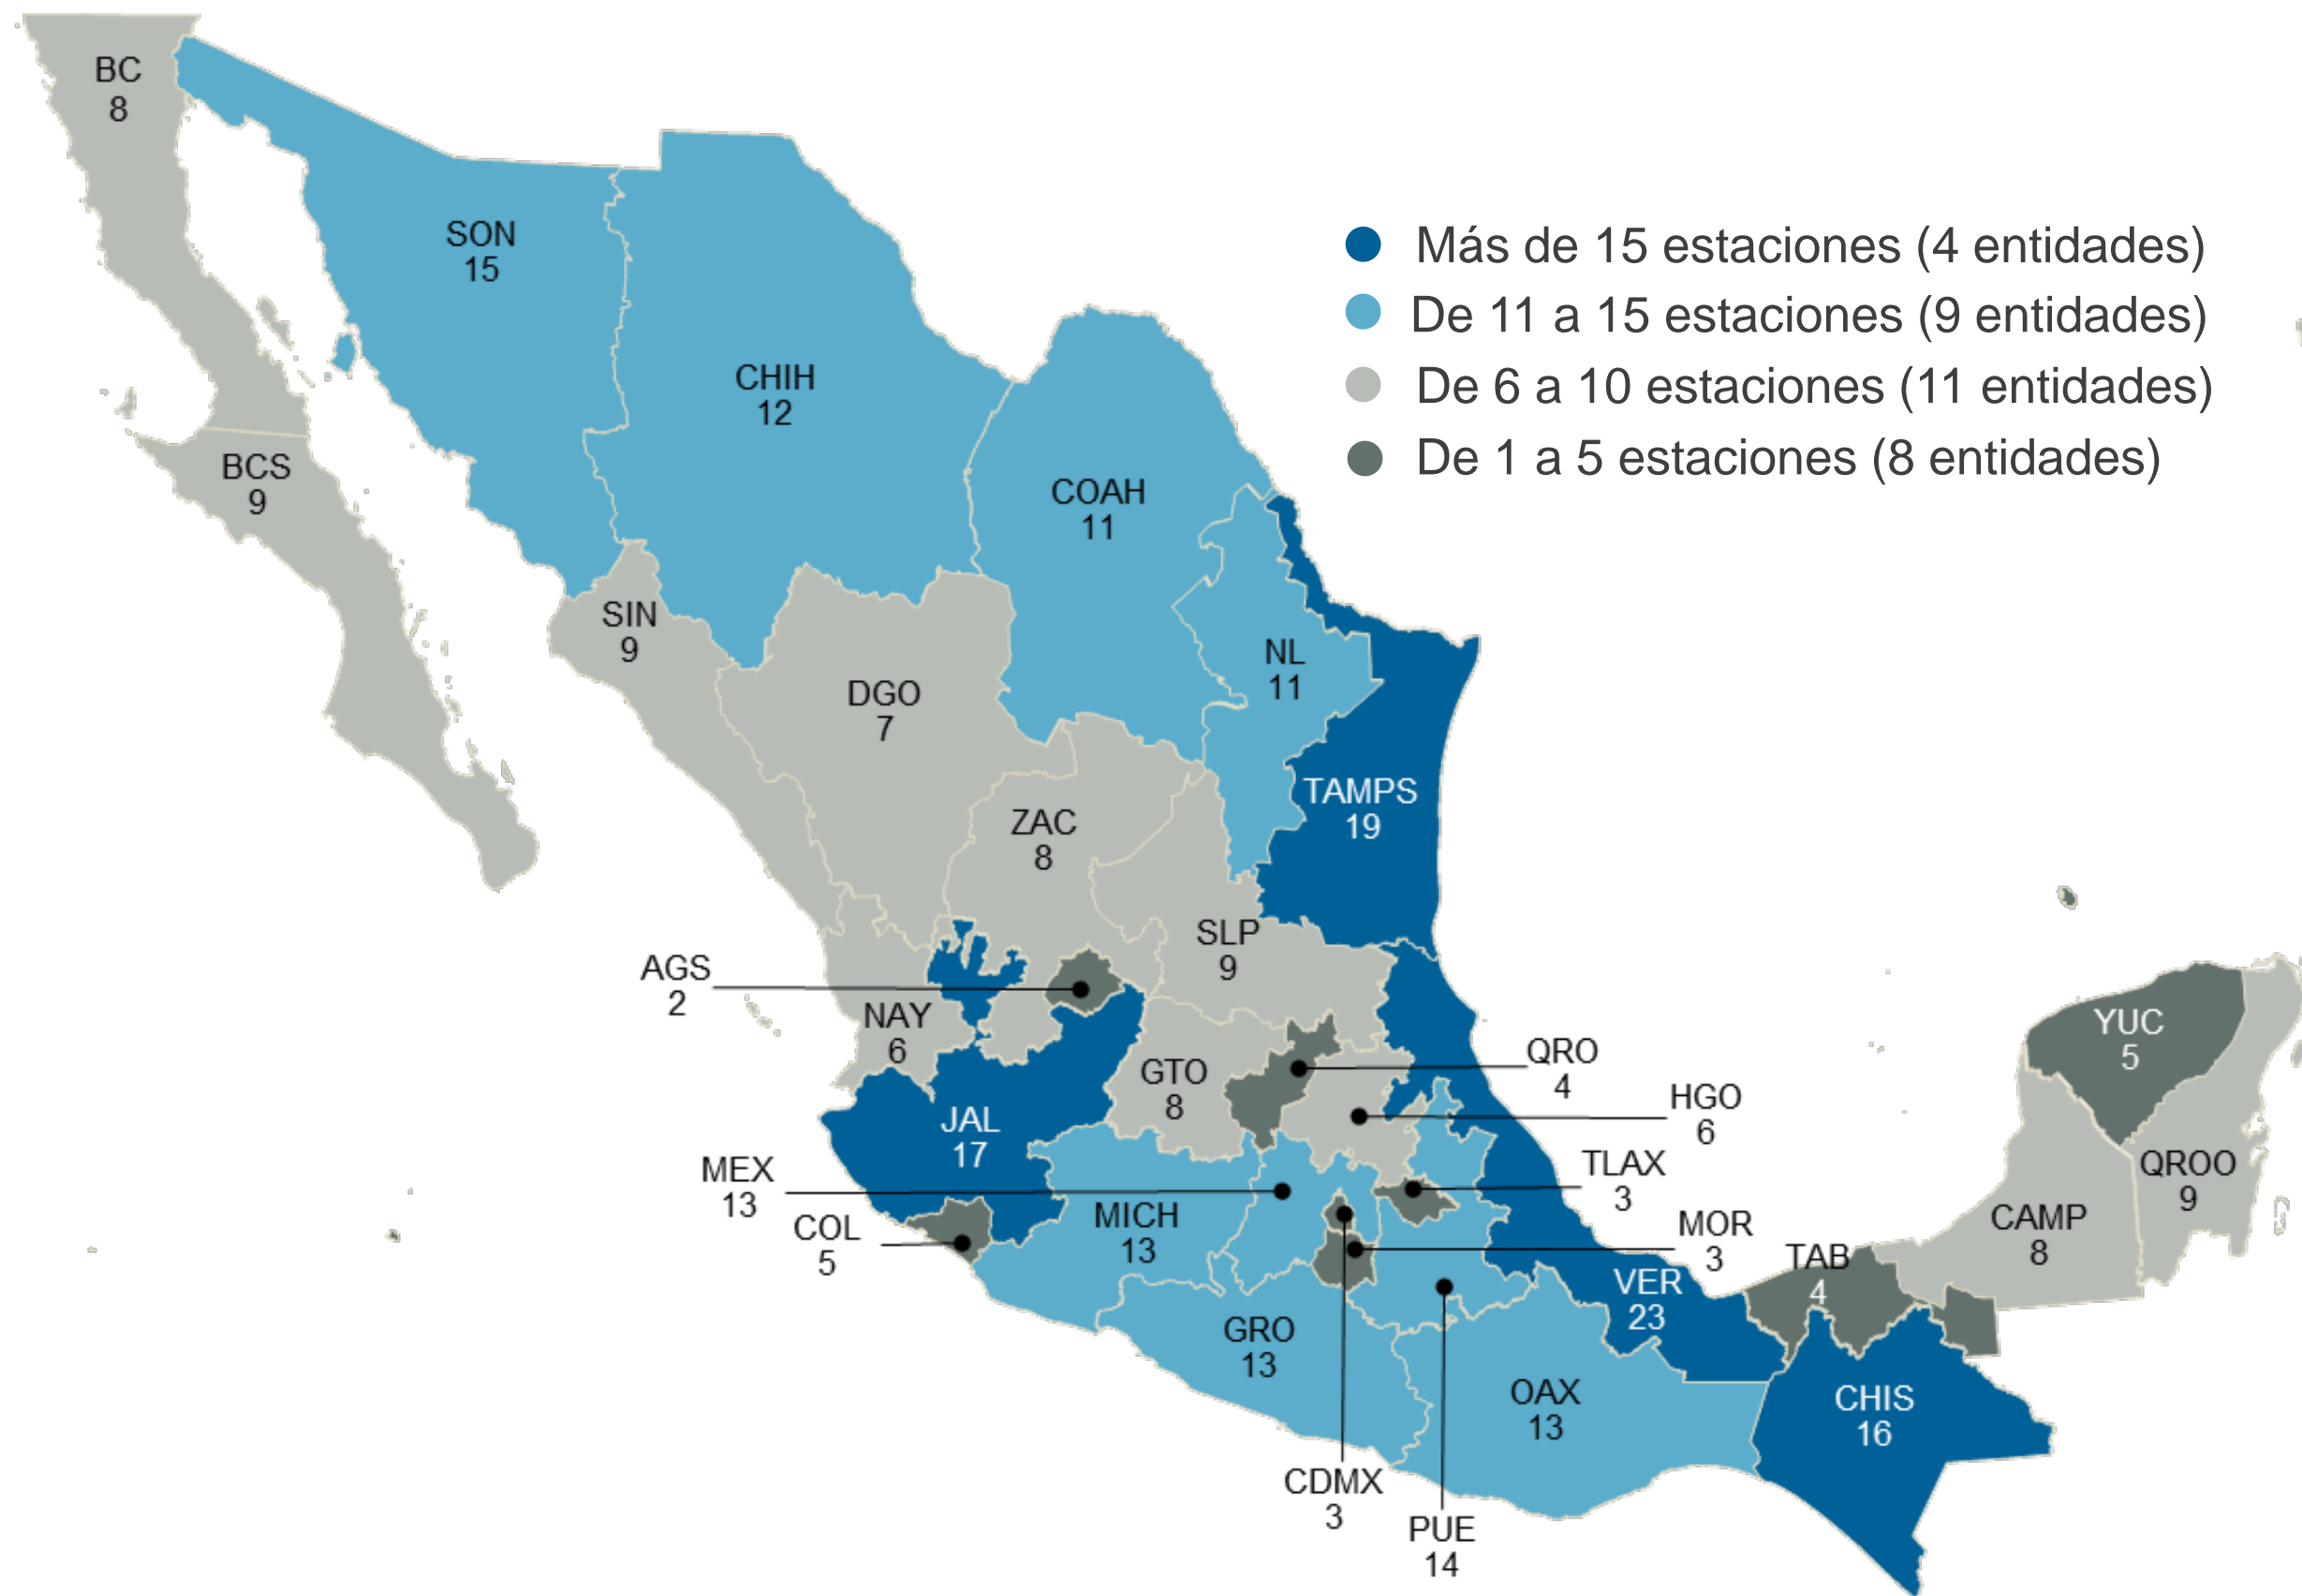 BC
8
SON
15
CHIH
12
BCS
9
COAH
11
SIN
9
NL
11
DGO
7
TAMPS
19
ZAC
8
SLP
9
AGS
2
NAY
6
GTO
8
QRO
4
HGO
6
JAL
17
MEX
13
COL
5
MICH
13
TLAX
3
MOR
3
TAB
4
VER
23
GRO
13
OAX
13
CHIS
16
CDMX
3
PUE
14
YUC
5
QROO
9
CAMP
8
Más de 15 estaciones (4 entidades)
De 11 a 15 estaciones (9 entidades)
De 6 a 10 estaciones (11 entidades)
De 1 a 5 estaciones (8 entidades)